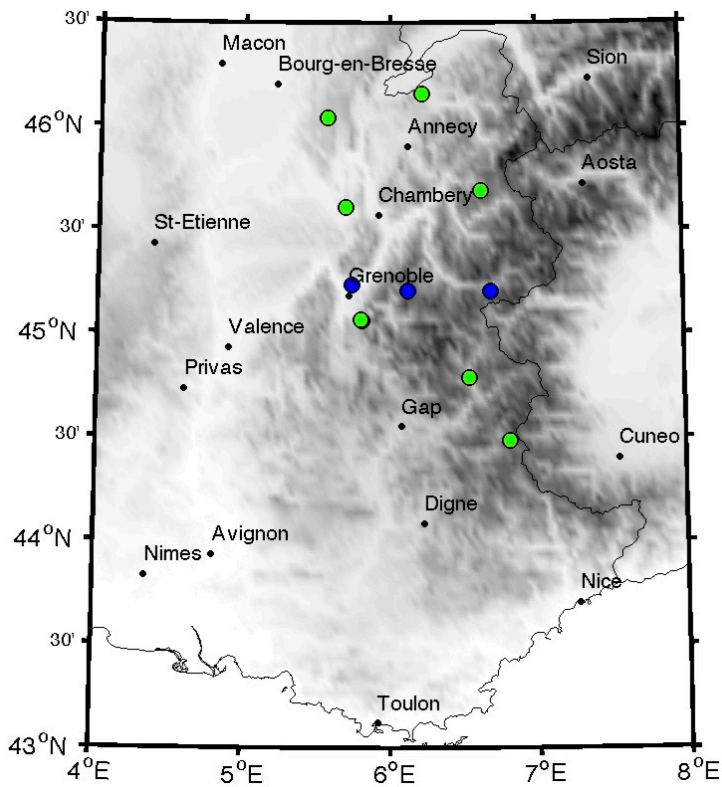 30'
Macon
Bourg-en-Bresse
Sion
46°N
Annecy
Aosta
Chambery
30'
St-Etienne
Grenoble
45°N
Valence
Privas
Gap
30'
Cuneo
Digne
44°N
Avignon
Nimes
Nice
30'
Toulon
43°N
4°E 5°E 6°E 7°E 8°E